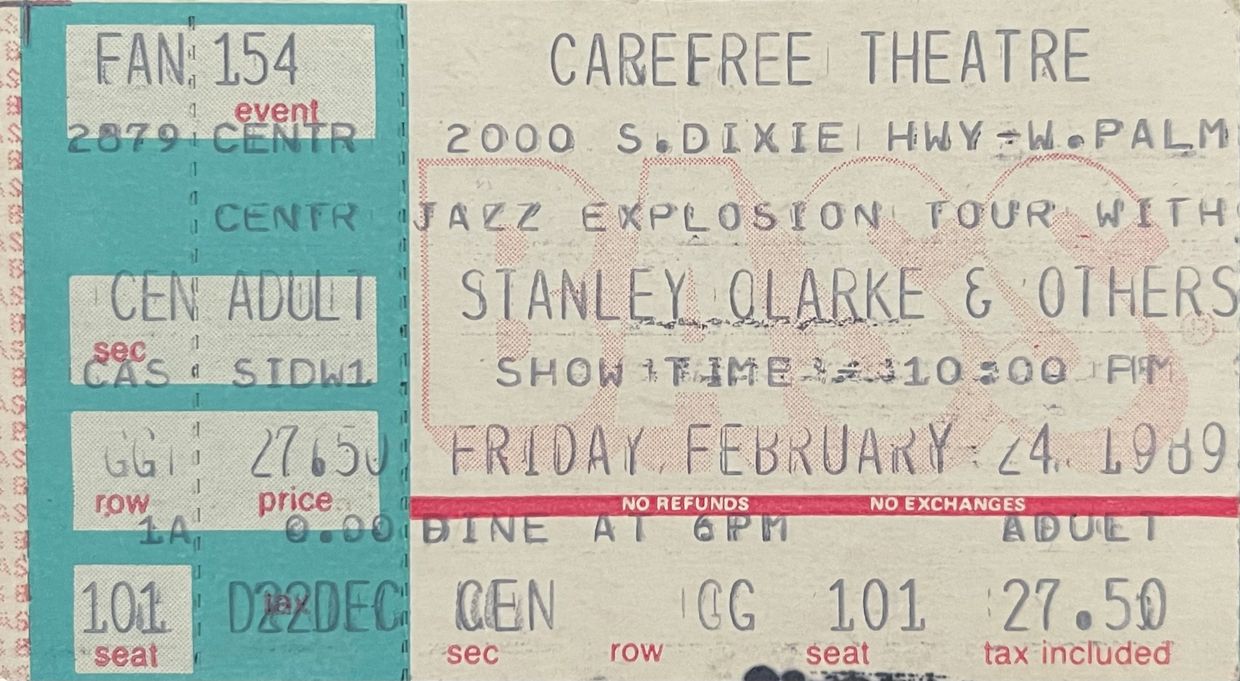 FAN 154
event
2879 CENTR
CENTR
CEN ADULT
sec
CAS SIDW1
GG 27.50
row price
1A 0.00
101 D22DEC
seat tax
CAREFREE THEATRE
2000 S.DIXIE HWY-W.PALM
JAZZ EXPLOSION TOUR WITH
STANLEY CLARKE & OTHERS
SHOW TIME 10:00 PM
FRIDAY FEBRUARY 24 1989
NO REFUNDS NO EXCHANGES
DINE AT 6PM ADULT
CEN GG 101 27.50
sec row seat tax included
BASS